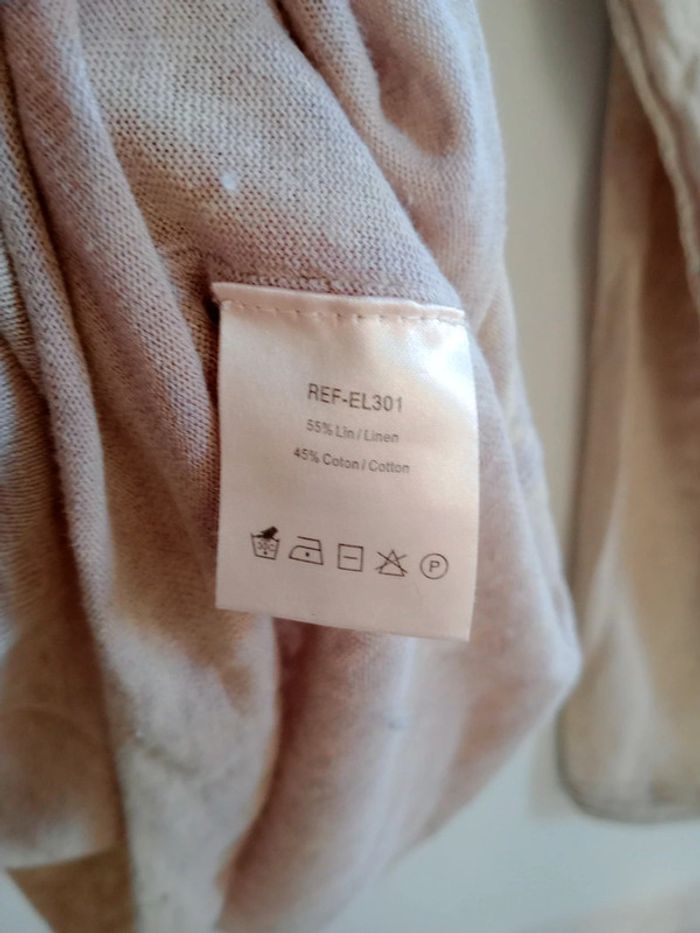 REF-EL301
55% Lin / Linen
45% Coton / Cotton
P